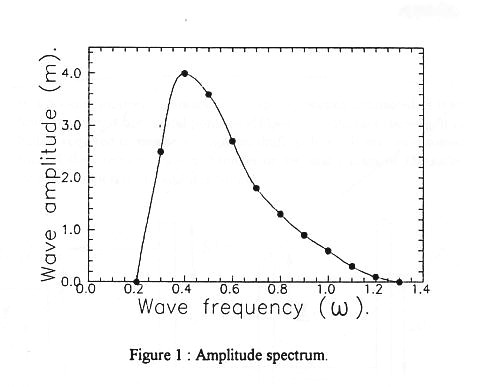 Wave amplitude (m).
4.0
3.0
2.0
1.0
0.0
0.0 0.2 0.4 0.6 0.8 1.0 1.2 1.4
Wave frequency (ω).
Figure 1 : Amplitude spectrum.